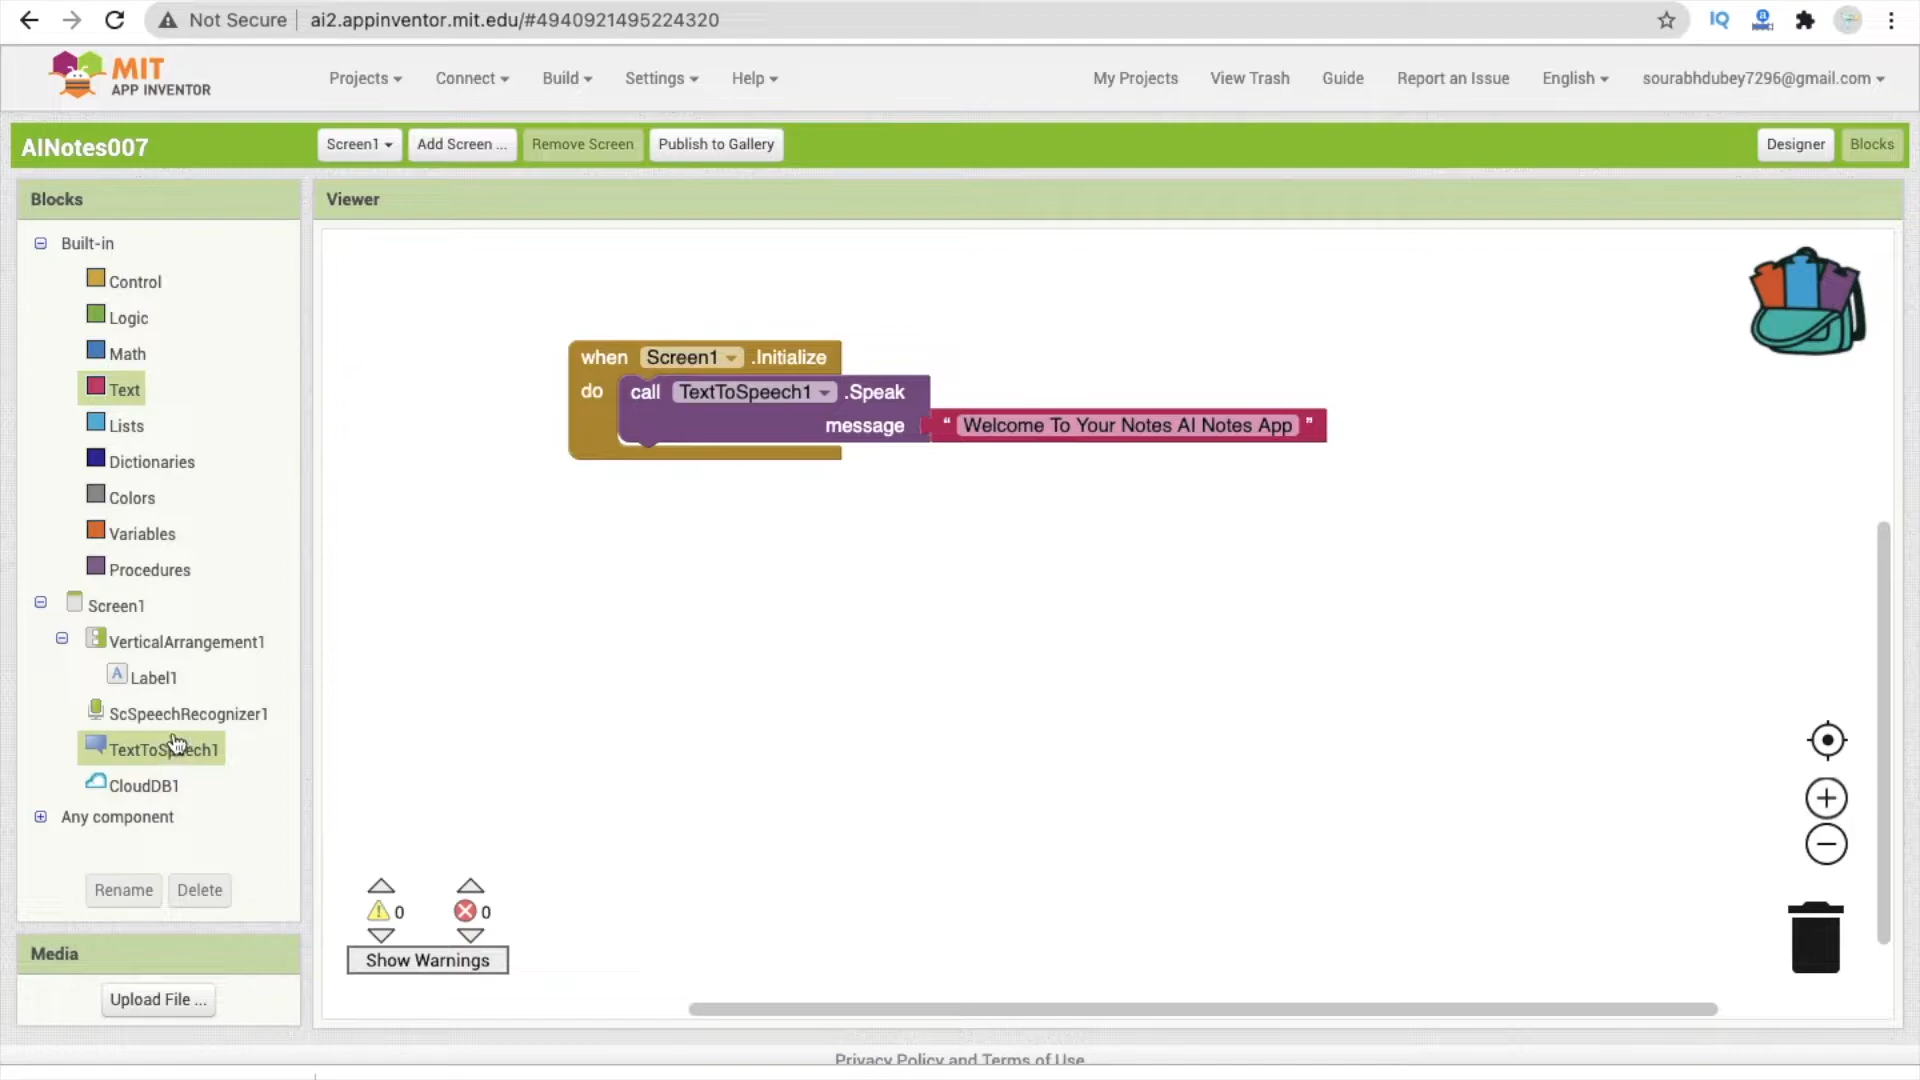 Not Secure ai2.appinventor.mit.edu/#4940921495224320 IQ
MIT
APP INVENTOR
Projects Connect Build Settings Help My Projects View Trash Guide Report an Issue English sourabhdubey7296@gmail.com
AINotes007 Screen1 Add Screen ... Remove Screen Publish to Gallery Designer Blocks
Blocks
Viewer
Built-in
Control
Logic
Math
Text
Lists
Dictionaries
Colors
Variables
Procedures
Screen1
VerticalArrangement1
A Label1
ScSpeechRecognizer1
TextToSpeech1
CloudDB1
Any component
Rename Delete
Media
Upload File ...
when Screen1 .Initialize
do call TextToSpeech1 .Speak
message " Welcome To Your Notes AI Notes App "
0 0
Show Warnings
Privacy Policy and Terms of Use